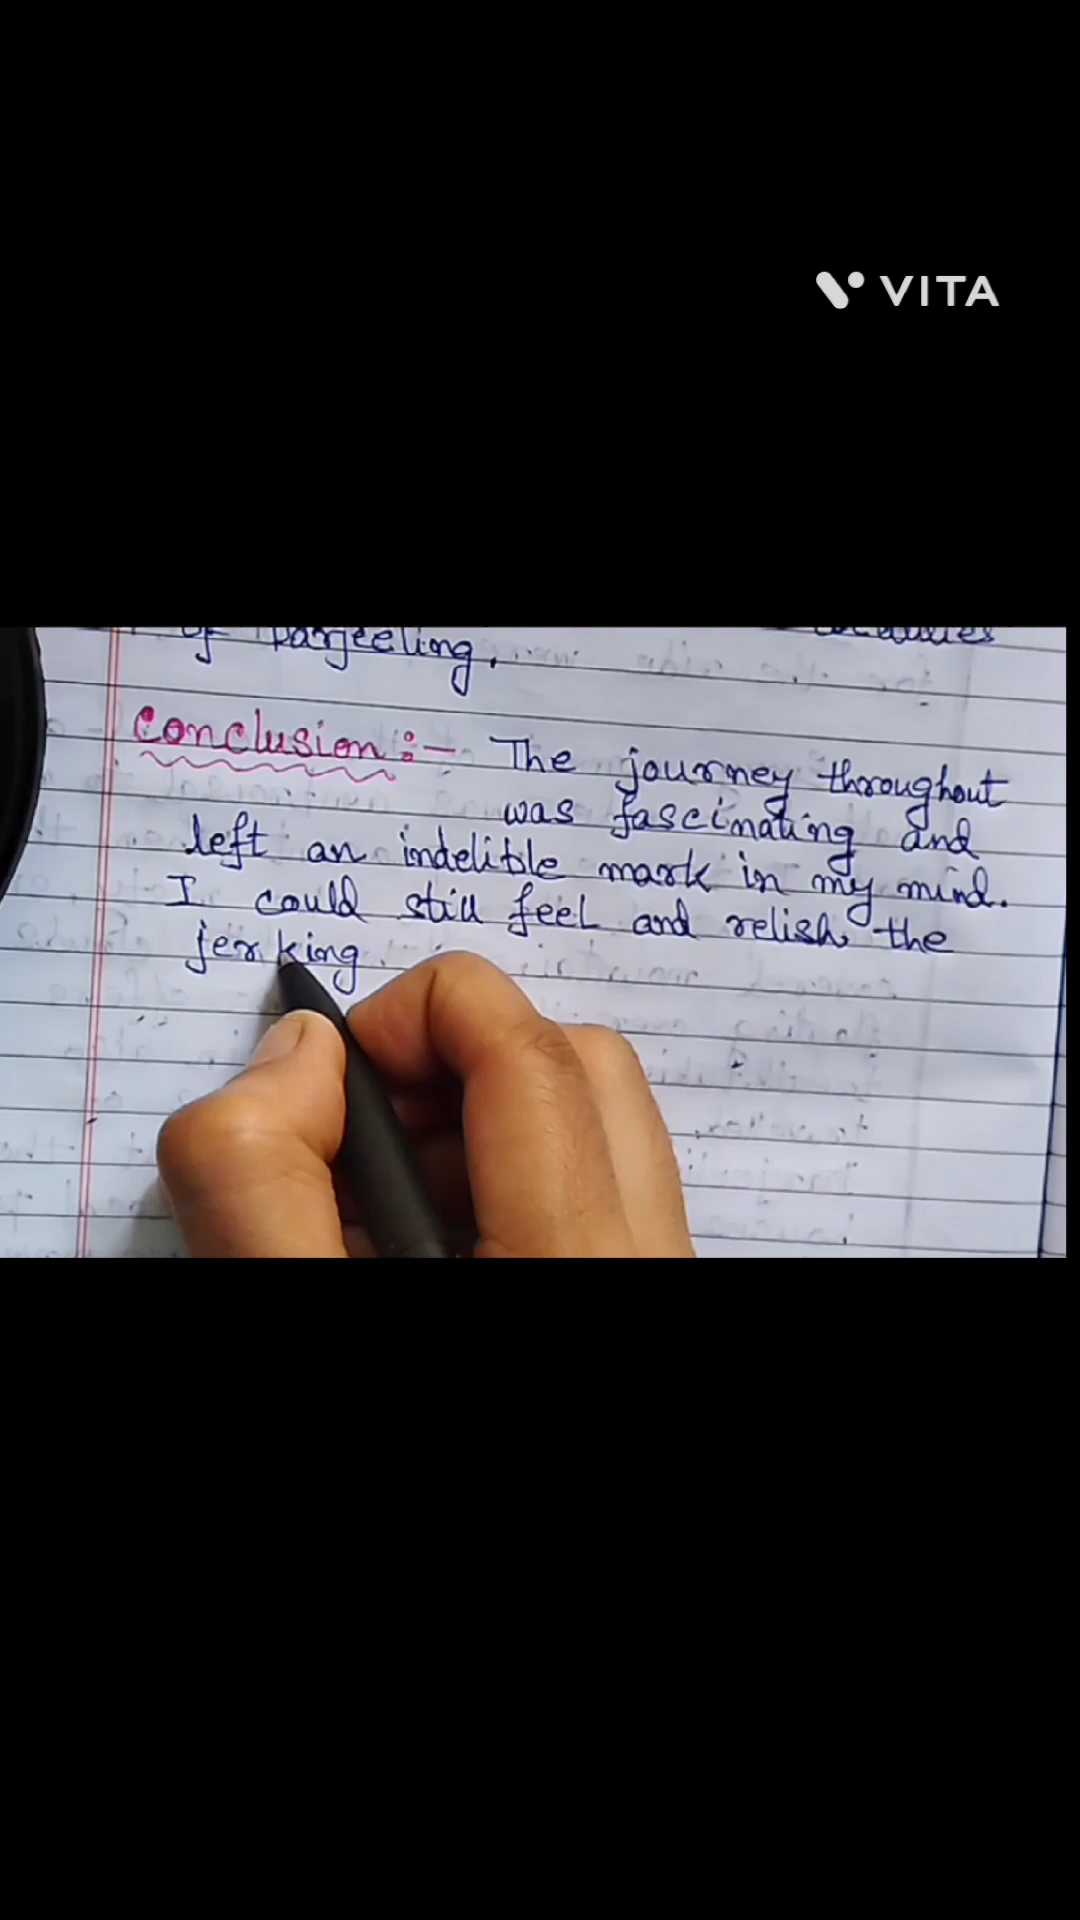 VITA
of Darjeeling.
Conclusion :- The journey throughout
was fascinating and
left an indelible mark in my mind.
I could still feel and relish the
jerking